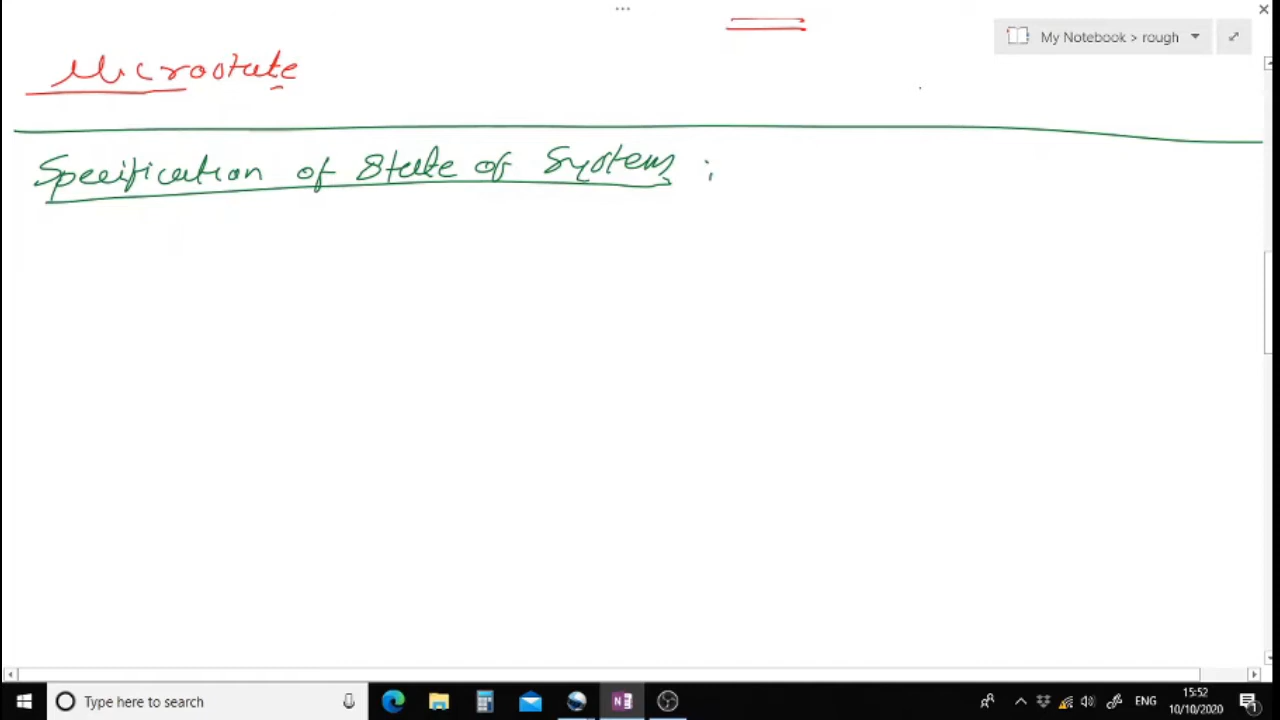 My Notebook > rough
Microstate
Specification of State of System :
Type here to search
ENG
15:52
10/10/2020